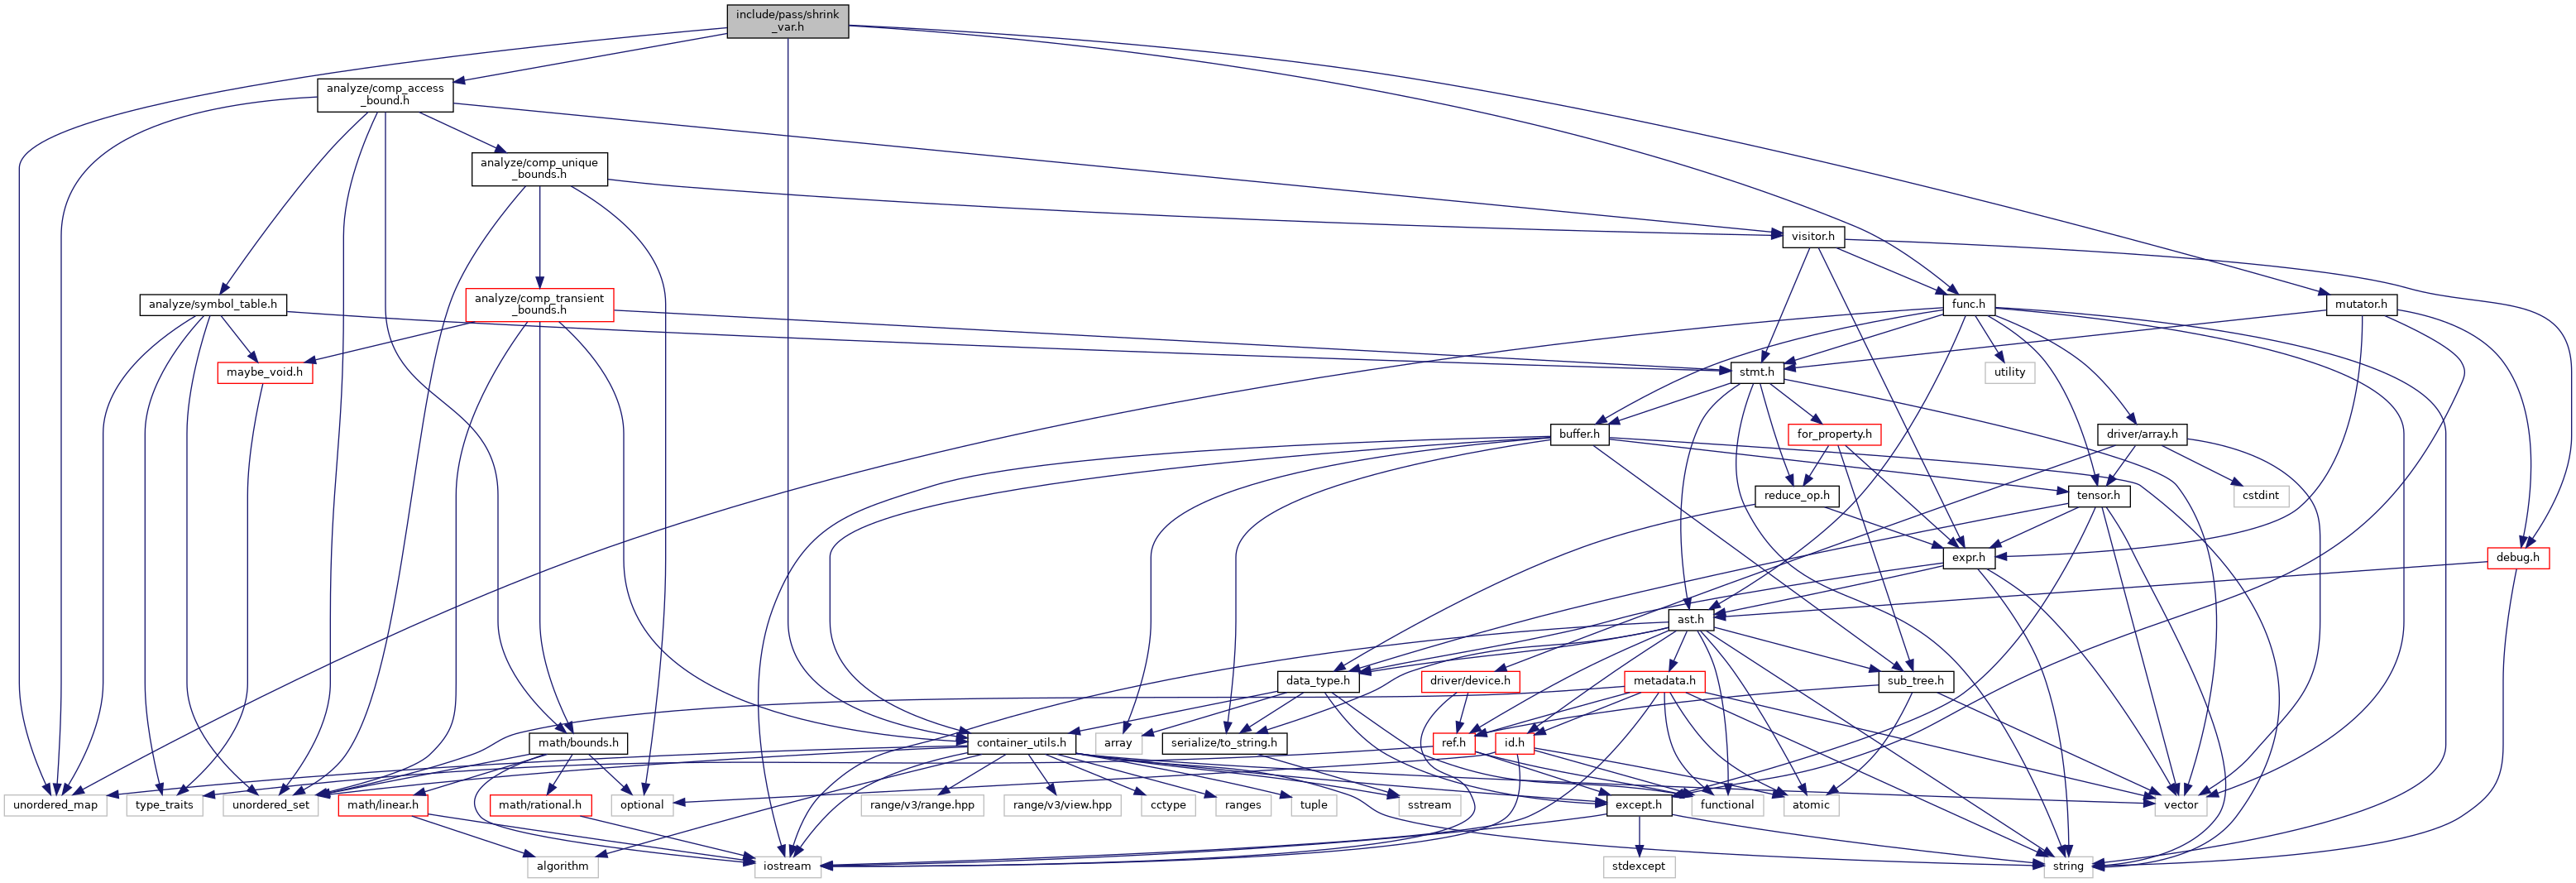 include/pass/shrink
_var.h
analyze/comp_access
_bound.h
analyze/comp_unique
_bounds.h
visitor.h
analyze/symbol_table.h
analyze/comp_transient
_bounds.h
func.h
mutator.h
maybe_void.h
stmt.h
utility
buffer.h
for_property.h
driver/array.h
reduce_op.h
tensor.h
cstdint
expr.h
debug.h
ast.h
data_type.h
driver/device.h
metadata.h
sub_tree.h
math/bounds.h
container_utils.h
array
serialize/to_string.h
ref.h
id.h
unordered_map
type_traits
unordered_set
math/linear.h
math/rational.h
optional
range/v3/range.hpp
range/v3/view.hpp
cctype
ranges
tuple
sstream
except.h
functional
atomic
vector
algorithm
iostream
stdexcept
string